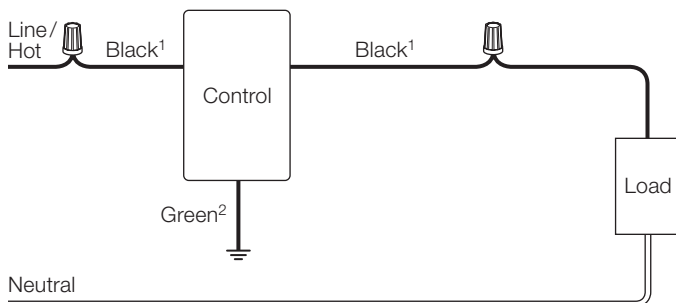 Line/
Hot
Black¹
Black¹
Control
Load
Green²
Neutral